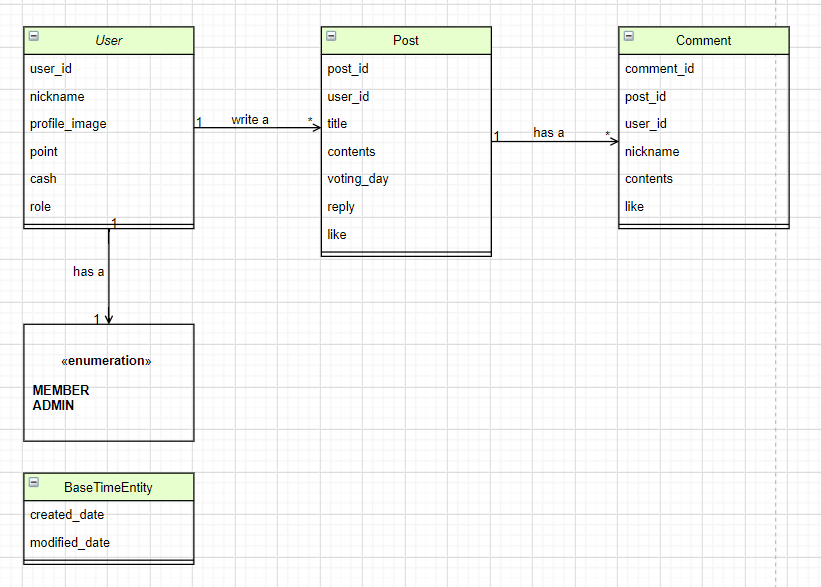 User
user_id
nickname
profile_image
point
cash
role
1
write a
*
Post
post_id
user_id
title
contents
voting_day
reply
like
1
has a
*
Comment
comment_id
post_id
user_id
nickname
contents
like
1
has a
1
«enumeration»
MEMBER
ADMIN
BaseTimeEntity
created_date
modified_date